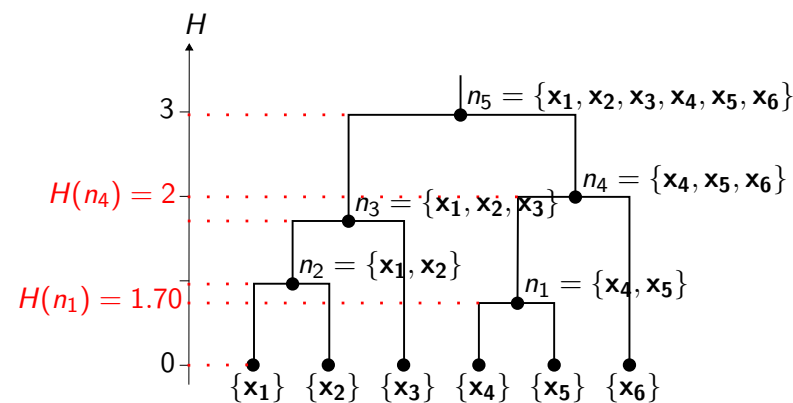 H
n₅ = {x₁, x₂, x₃, x₄, x₅, x₆}
3
n₄ = {x₄, x₅, x₆}
H(n₄) = 2
n₃ = {x₁, x₂, x₃}
n₂ = {x₁, x₂}
n₁ = {x₄, x₅}
H(n₁) = 1.70
0
{x₁} {x₂} {x₃} {x₄} {x₅} {x₆}